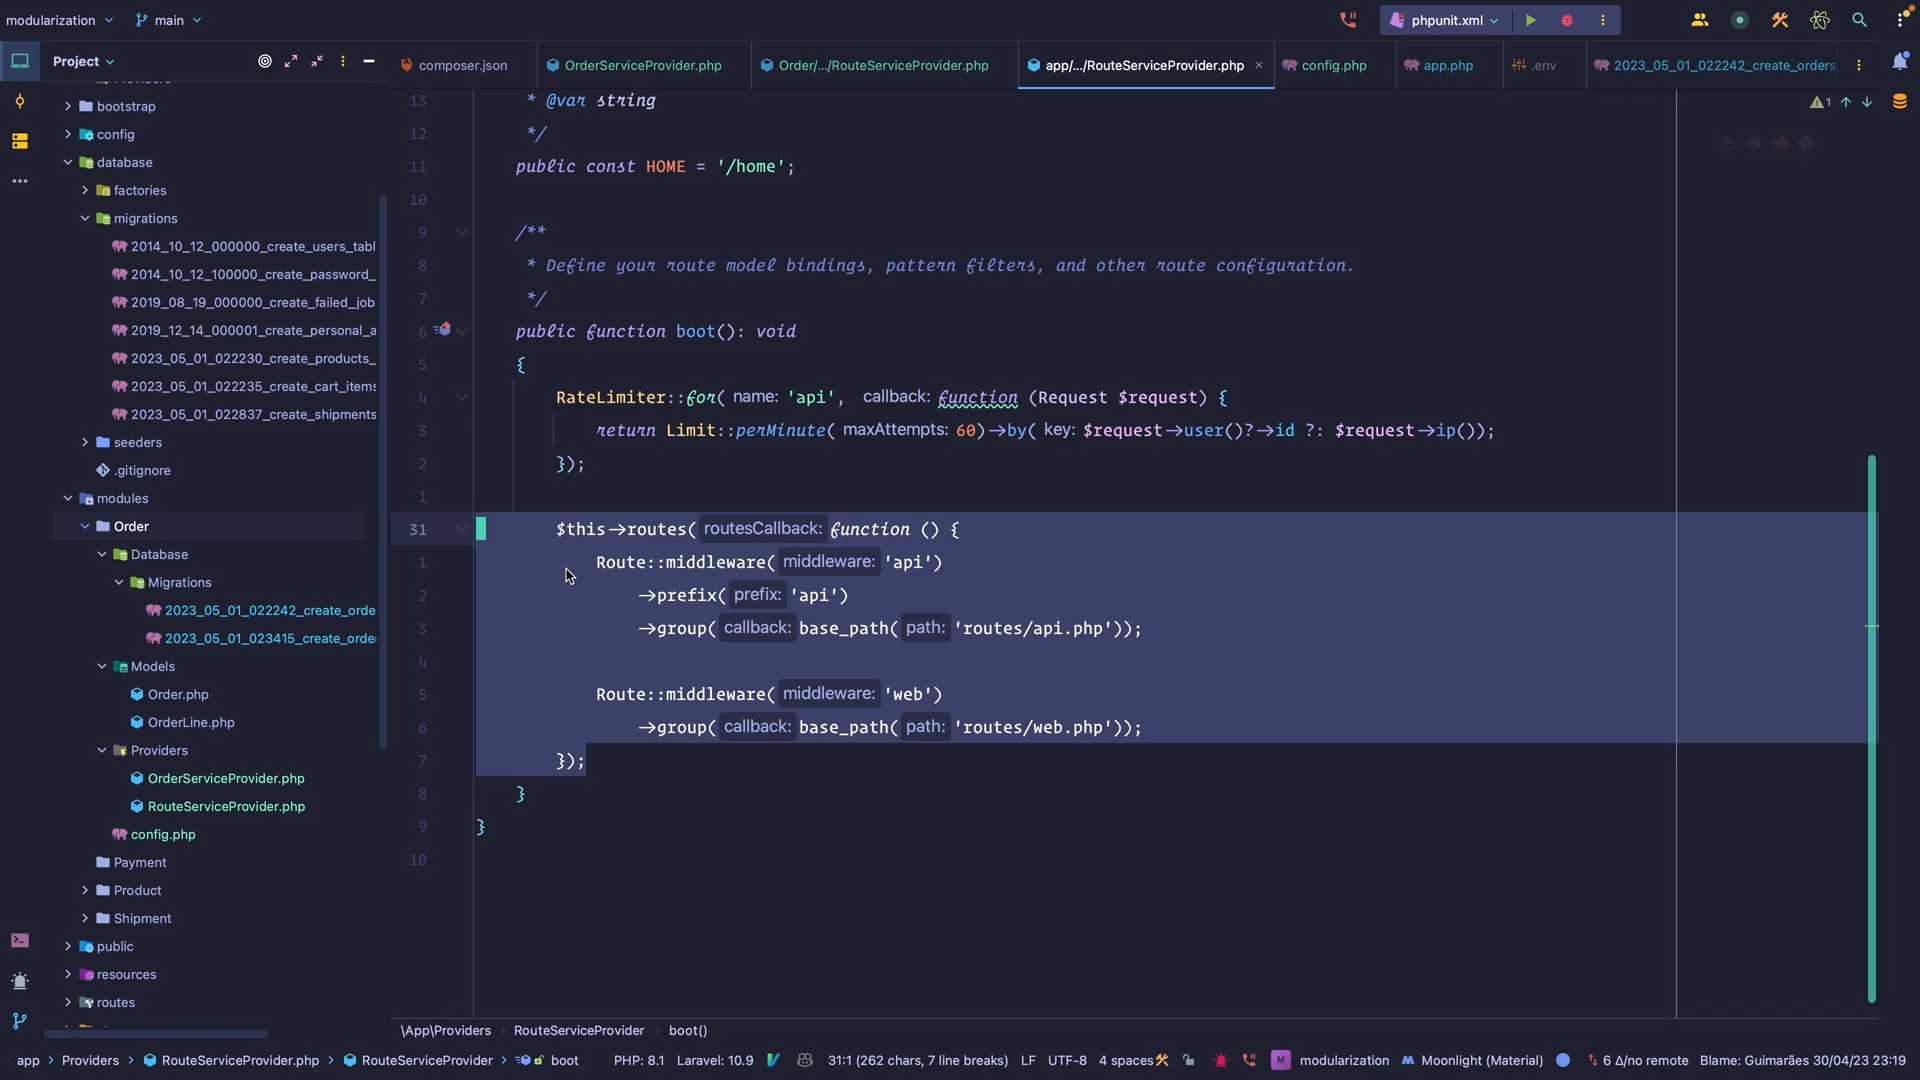 modularization
main
phpunit.xml
Project
composer.json
OrderServiceProvider.php
Order/.../RouteServiceProvider.php
app/.../RouteServiceProvider.php
config.php
app.php
.env
2023_05_01_022242_create_orders_
1
bootstrap
config
database
factories
migrations
2014_10_12_000000_create_users_tabl
2014_10_12_100000_create_password_
2019_08_19_000000_create_failed_job
2019_12_14_000001_create_personal_a
2023_05_01_022230_create_products_
2023_05_01_022235_create_cart_items
2023_05_01_022837_create_shipments
seeders
.gitignore
modules
Order
Database
Migrations
2023_05_01_022242_create_orde
2023_05_01_023415_create_order
Models
Order.php
OrderLine.php
Providers
OrderServiceProvider.php
RouteServiceProvider.php
config.php
Payment
Product
Shipment
public
resources
routes
13 * @var string
12 */
11 public const HOME = '/home';
10
9 /**
8 * Define your route model bindings, pattern filters, and other route configuration.
7 */
6 public function boot(): void
5 {
4 RateLimiter::for( name: 'api', callback: function (Request $request) {
3 return Limit::perMinute( maxAttempts: 60)→by( key: $request→user()?→id ?: $request→ip());
2 });
1
31 $this→routes( routesCallback: function () {
1 Route::middleware( middleware: 'api')
2 →prefix( prefix: 'api')
3 →group( callback: base_path( path: 'routes/api.php'));
4
5 Route::middleware( middleware: 'web')
6 →group( callback: base_path( path: 'routes/web.php'));
7 });
8 }
9 }
10
\App\Providers RouteServiceProvider boot()
app > Providers > RouteServiceProvider.php > RouteServiceProvider > boot
PHP: 8.1 Laravel: 10.9 31:1 (262 chars, 7 line breaks) LF UTF-8 4 spaces M modularization Moonlight (Material) 6 Δ/no remote Blame: Guimarães 30/04/23 23:19